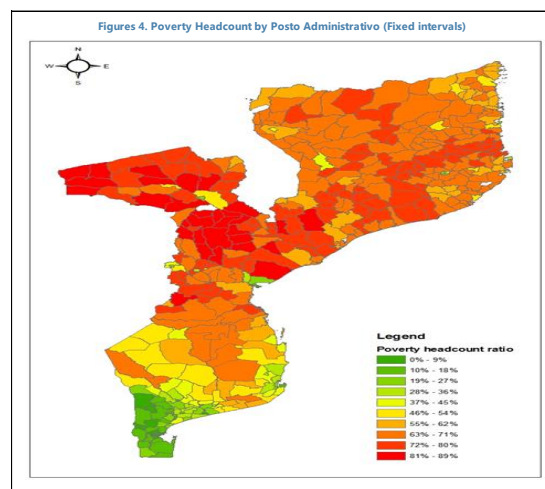 Figures 4. Poverty Headcount by Posto Administrativo (Fixed intervals)
N
W E
S
Legend
Poverty headcount ratio
0% - 9%
10% - 18%
19% - 27%
28% - 36%
37% - 45%
46% - 54%
55% - 62%
63% - 71%
72% - 80%
81% - 89%